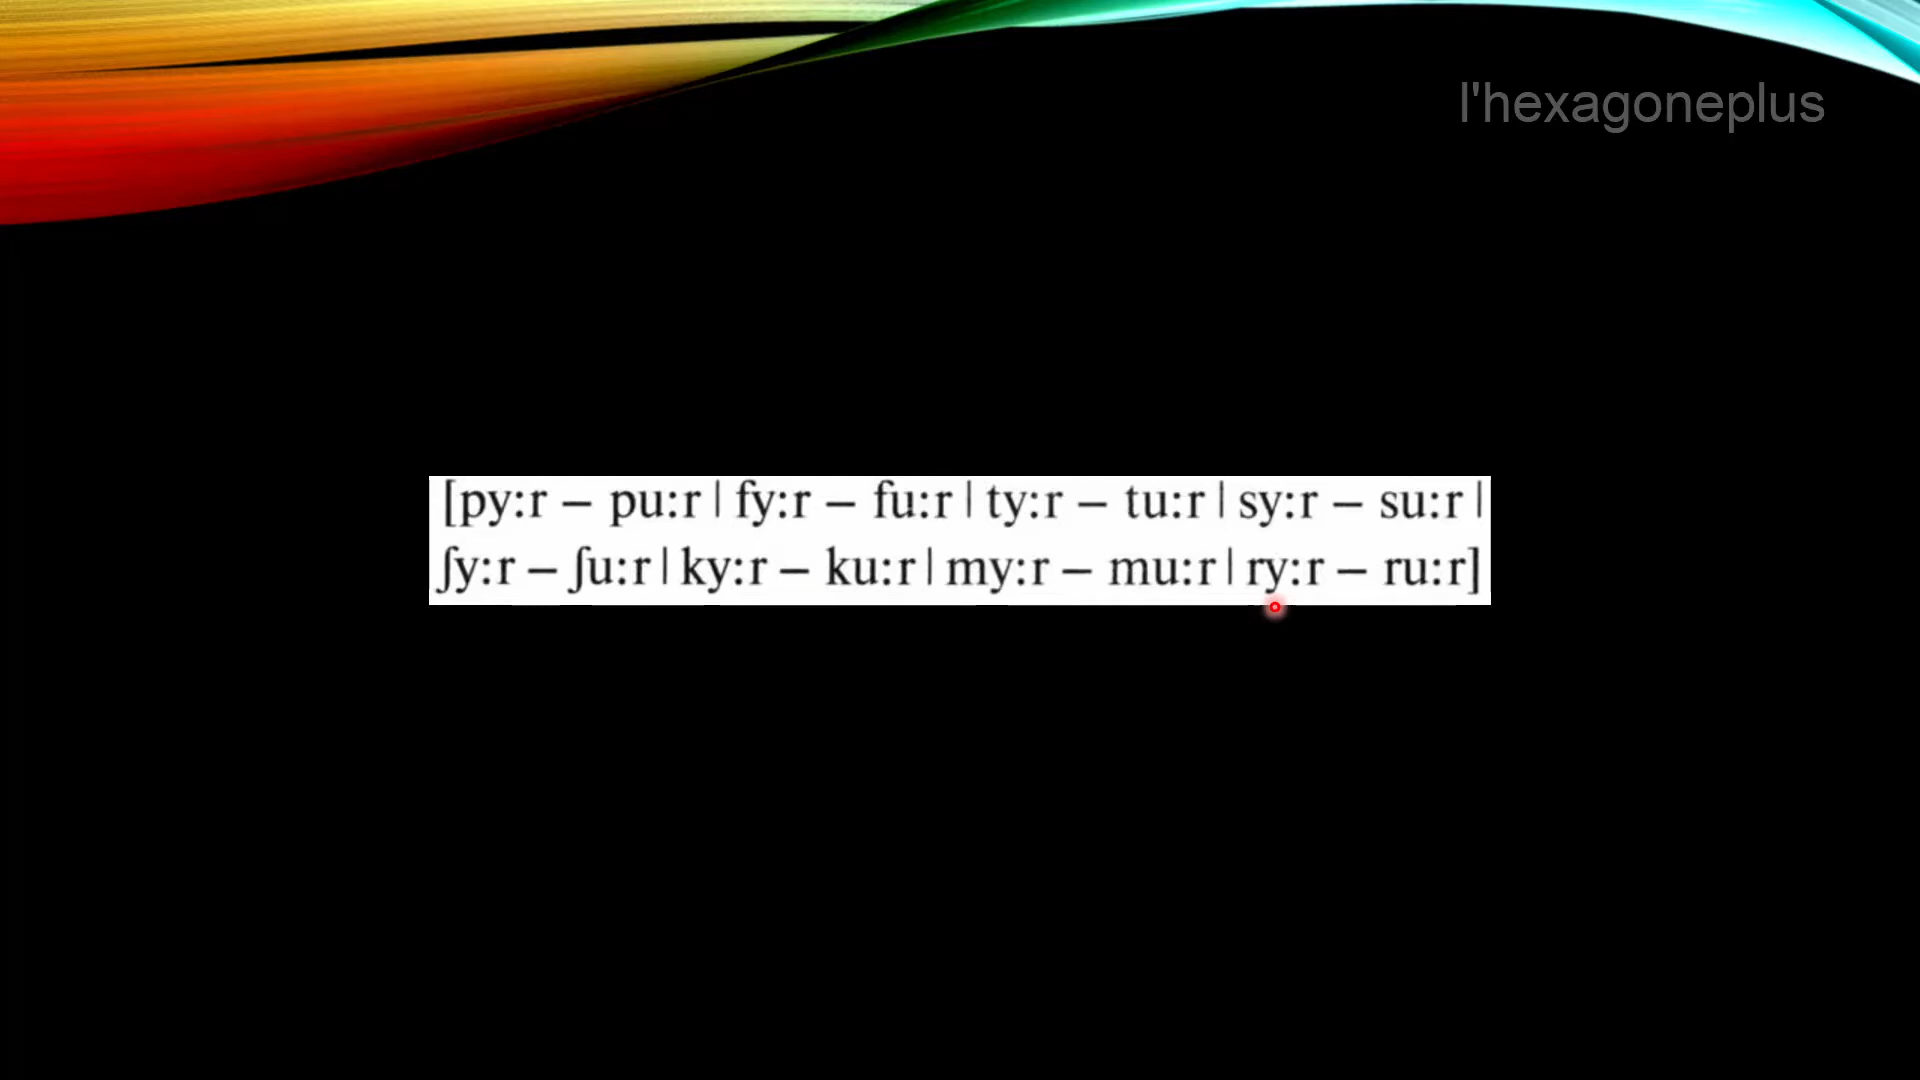 l'hexagoneplus
[py:r – pu:r | fy:r – fu:r | ty:r – tu:r | sy:r – su:r |
ʃy:r – ʃu:r | ky:r – ku:r | my:r – mu:r | ry:r – ru:r]